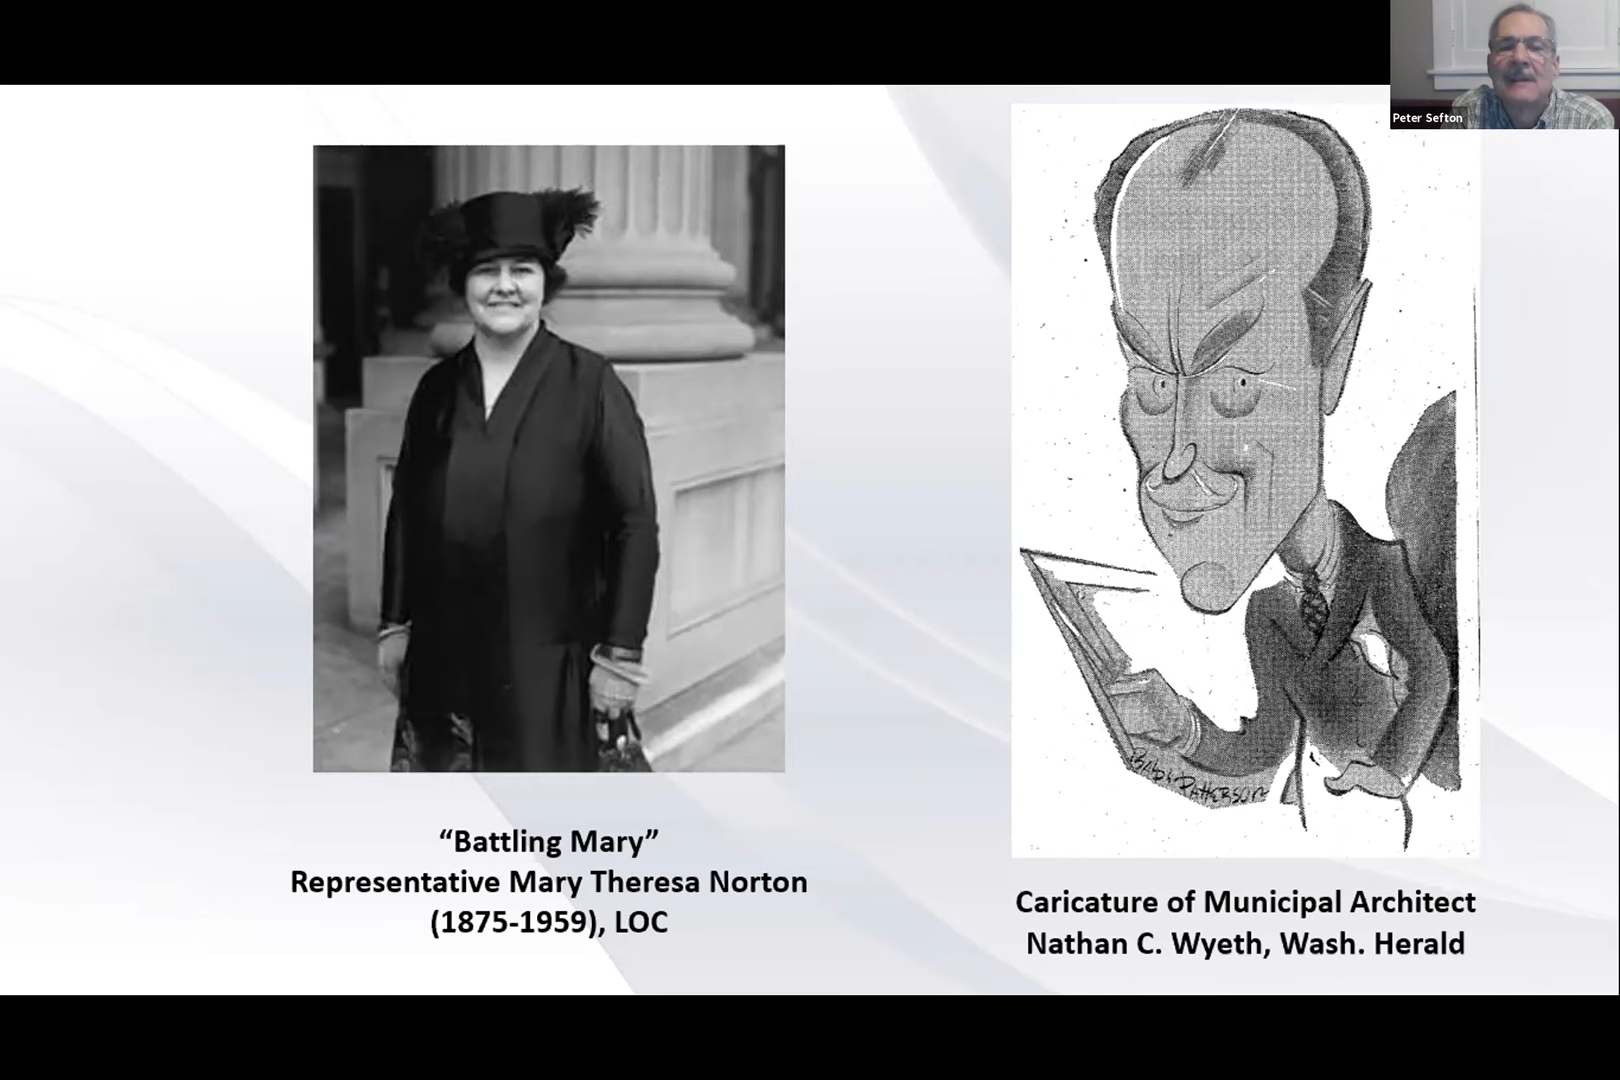 Peter Sefton
“Battling Mary”
Representative Mary Theresa Norton
(1875-1959), LOC
PATTERSON
Caricature of Municipal Architect
Nathan C. Wyeth, Wash. Herald